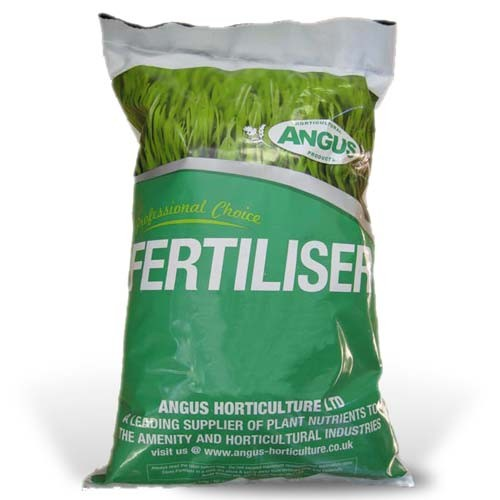 HORTICULTURAL
ANGUS
PRODUCTS
Professional Choice
FERTILISER
ANGUS HORTICULTURE LTD
A LEADING SUPPLIER OF PLANT NUTRIENTS TO
THE AMENITY AND HORTICULTURAL INDUSTRIES
visit us @ www.angus-horticulture.co.uk